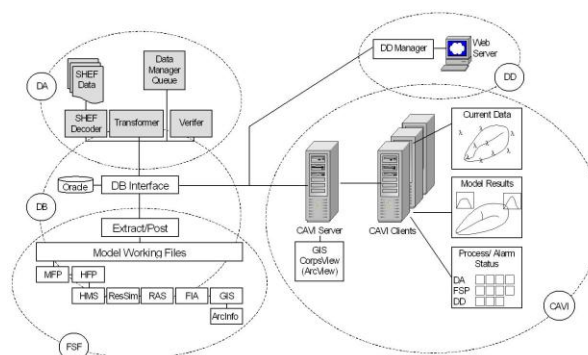 DA
SHEF
Data
Data
Manager
Queue
SHEF
Decoder
Transformer
Verifer
DD Manager
Web
Server
DD
Oracle
DB Interface
DB
Extract/Post
Model Working Files
MFP
HFP
HMS
ResSim
RAS
FIA
GIS
ArcInfo
FSF
CAVI Server
GIS
CorpsView
(ArcView)
CAVI Clients
Current Data
λ λ λ λ λ λ λ
Model Results
Process/ Alarm
Status
DA
FSP
DD
CAVI